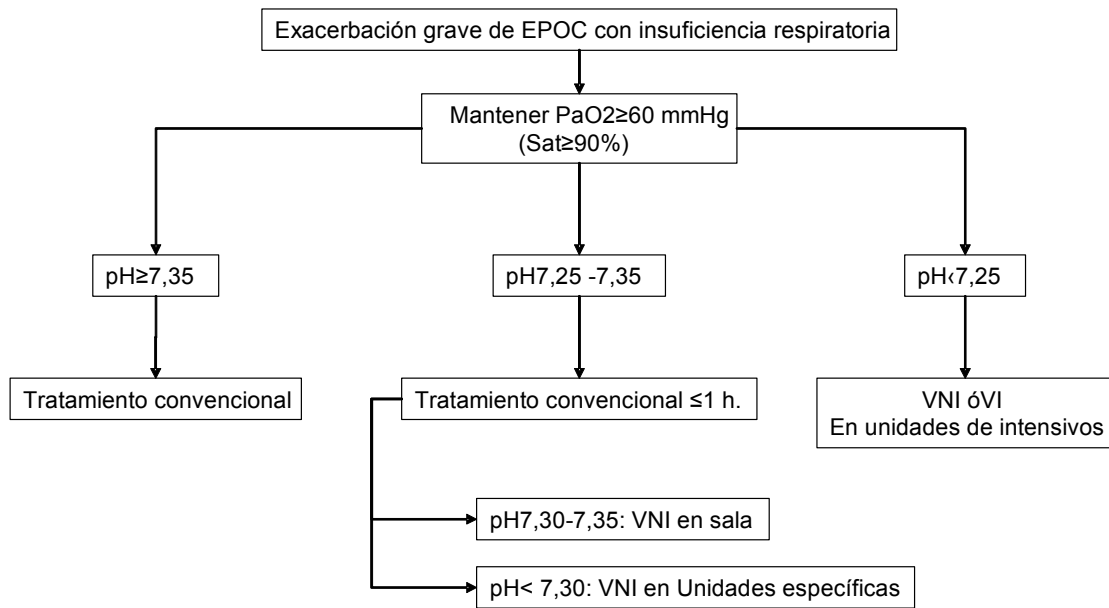 Exacerbación grave de EPOC con insuficiencia respiratoria
Mantener PaO2≥60 mmHg
(Sat≥90%)
pH≥7,35
pH7,25 -7,35
pH‹7,25
Tratamiento convencional
Tratamiento convencional ≤1 h.
VNI óVI
En unidades de intensivos
pH7,30-7,35: VNI en sala
pH< 7,30: VNI en Unidades específicas